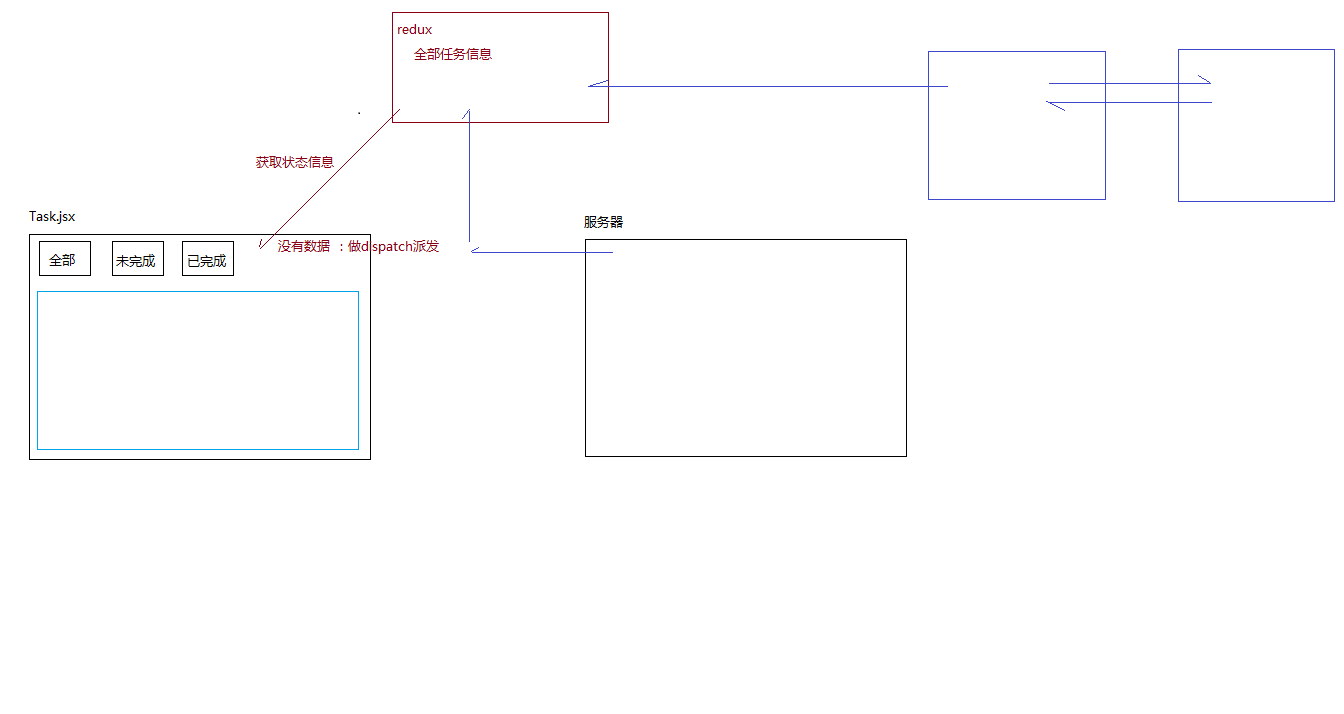 redux
全部任务信息
获取状态信息
Task.jsx
服务器
没有数据 ：做dispatch派发
全部
未完成
已完成